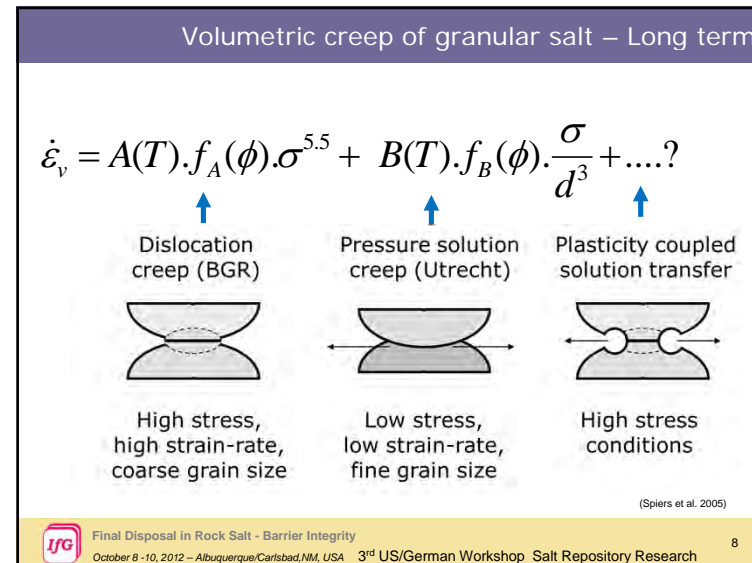 Volumetric creep of granular salt – Long term
ε̇_v = A(T).f_A(ϕ).σ^5.5 + B(T).f_B(ϕ).σ/d^3 + ....?
Dislocation
creep (BGR)
Pressure solution
creep (Utrecht)
Plasticity coupled
solution transfer
High stress,
high strain-rate,
coarse grain size
Low stress,
low strain-rate,
fine grain size
High stress
conditions
(Spiers et al. 2005)
IfG
Final Disposal in Rock Salt - Barrier Integrity
October 8 -10, 2012 – Albuquerque/Carlsbad,NM, USA 3rd US/German Workshop Salt Repository Research
8